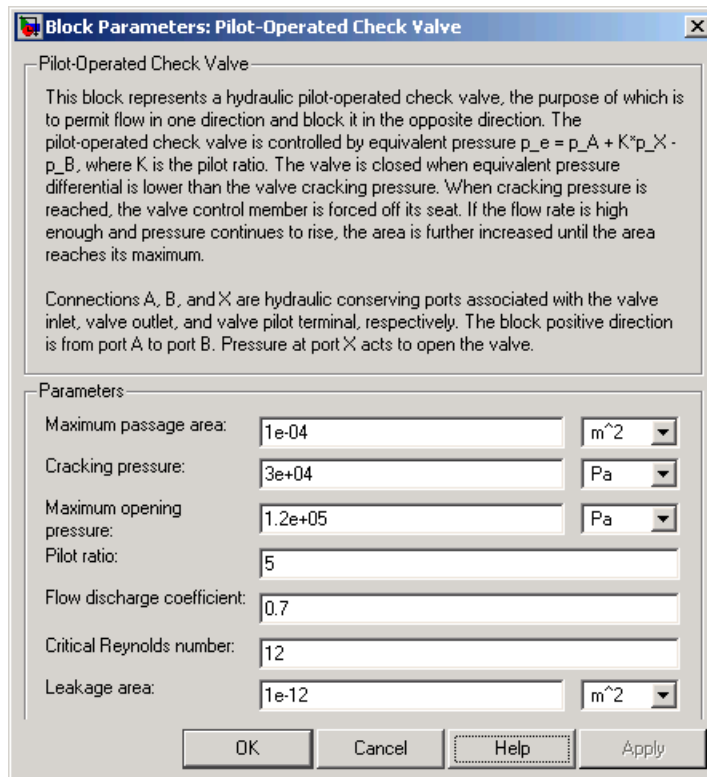 Block Parameters: Pilot-Operated Check Valve
Pilot-Operated Check Valve
This block represents a hydraulic pilot-operated check valve, the purpose of which is
to permit flow in one direction and block it in the opposite direction. The
pilot-operated check valve is controlled by equivalent pressure p_e = p_A + K*p_X -
p_B, where K is the pilot ratio. The valve is closed when equivalent pressure
differential is lower than the valve cracking pressure. When cracking pressure is
reached, the valve control member is forced off its seat. If the flow rate is high
enough and pressure continues to rise, the area is further increased until the area
reaches its maximum.
Connections A, B, and X are hydraulic conserving ports associated with the valve
inlet, valve outlet, and valve pilot terminal, respectively. The block positive direction
is from port A to port B. Pressure at port X acts to open the valve.
Parameters
Maximum passage area: 1e-04 m^2
Cracking pressure: 3e+04 Pa
Maximum opening
pressure: 1.2e+05 Pa
Pilot ratio: 5
Flow discharge coefficient: 0.7
Critical Reynolds number: 12
Leakage area: 1e-12 m^2
OK Cancel Help Apply